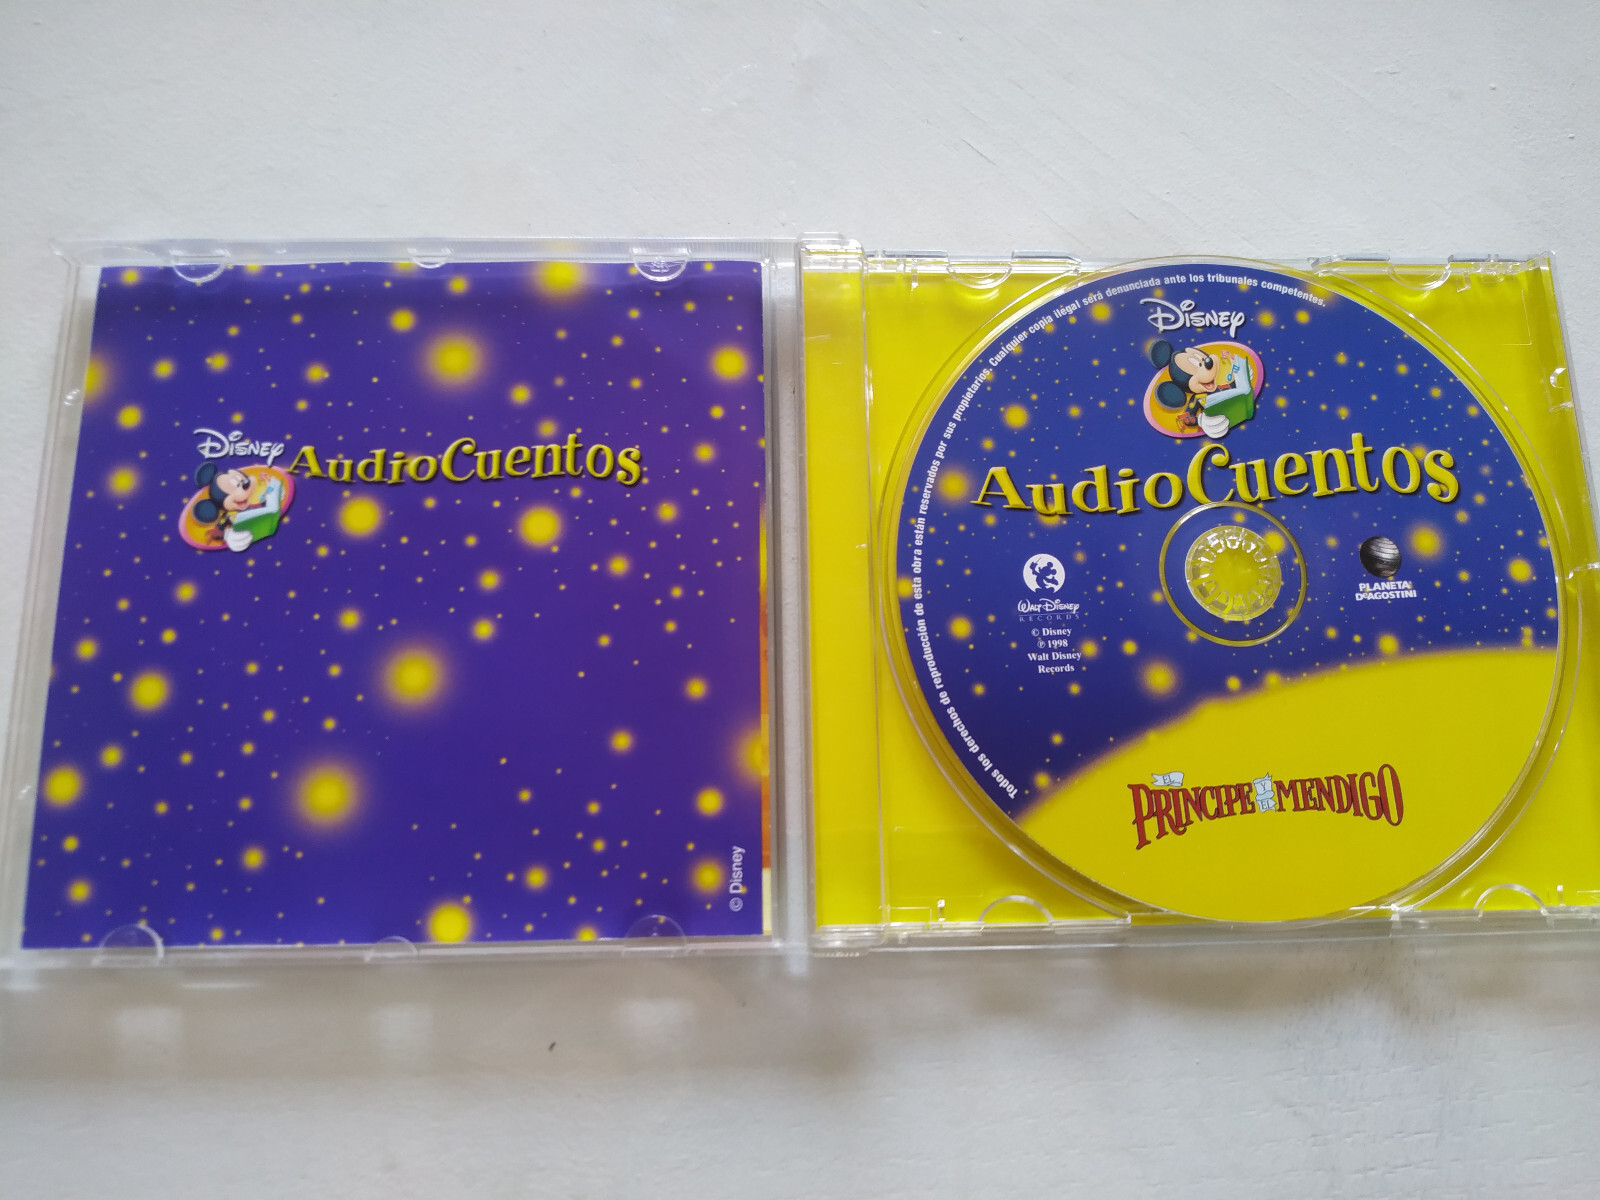 Disney
AudioCuentos
© Disney
Todos los derechos de reproducción de esta obra están reservados por sus propietarios. Cualquier copia ilegal será denunciada ante los tribunales competentes.
Disney
AudioCuentos
Walt Disney
RECORDS
© Disney
℗ 1998
Walt Disney
Records
PLANETA
DeAGOSTINI
EL PRINCIPE Y EL MENDIGO